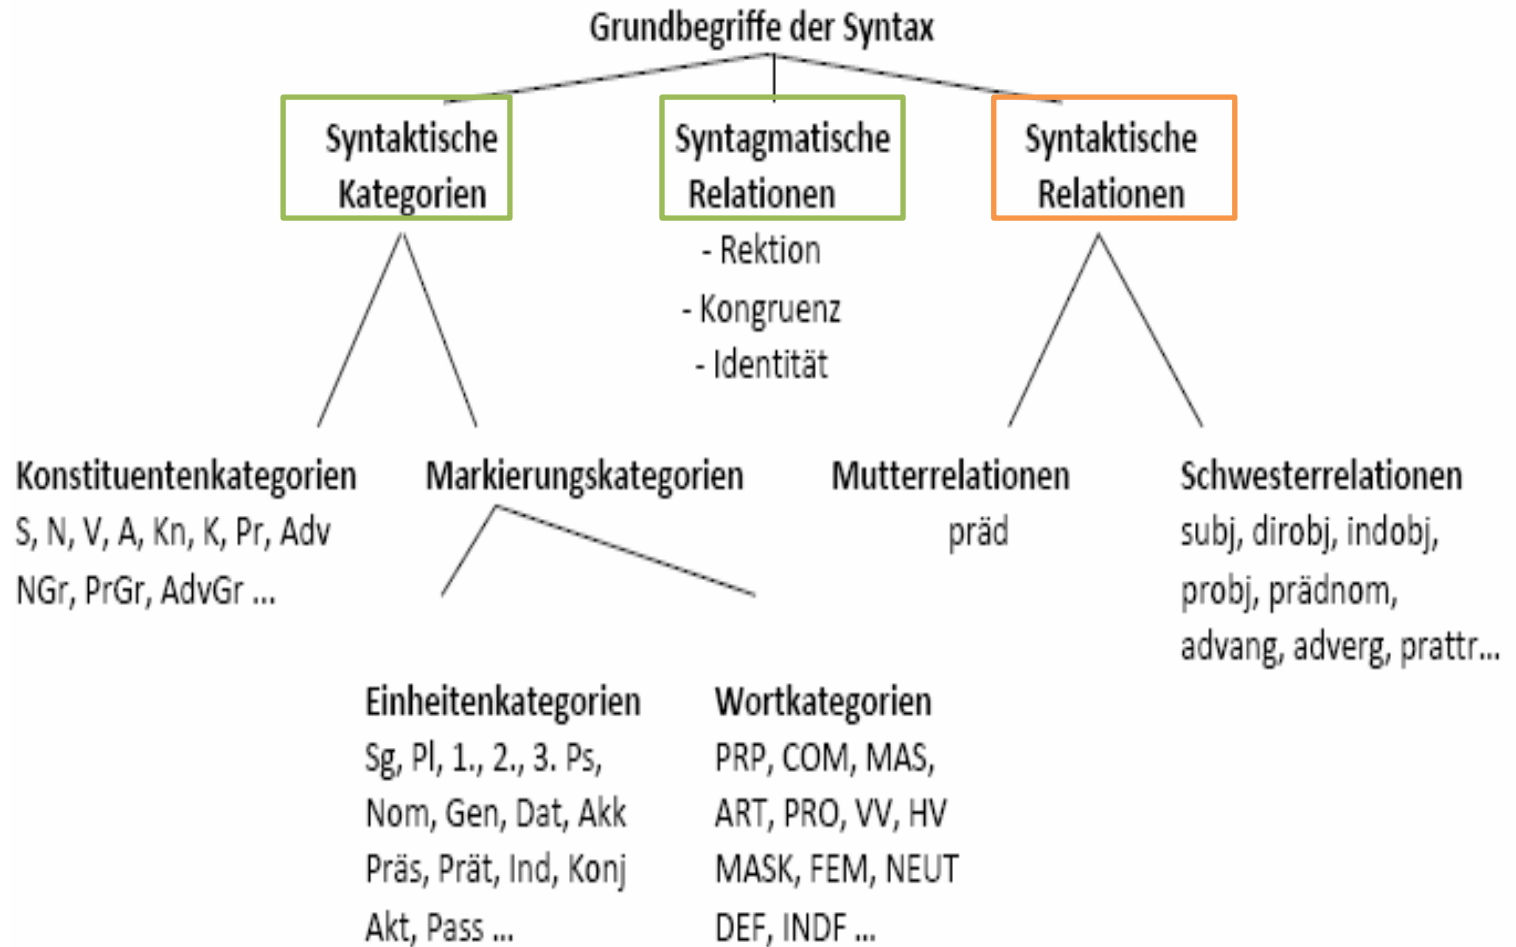 Grundbegriffe der Syntax
Syntaktische
Kategorien
Syntagmatische
Relationen
- Rektion
- Kongruenz
- Identität
Syntaktische
Relationen
Konstituentenkategorien
S, N, V, A, Kn, K, Pr, Adv
NGr, PrGr, AdvGr ...
Markierungskategorien
Mutterrelationen
präd
Schwesterrelationen
subj, dirobj, indobj,
probj, prädnom,
advang, adverg, prattr...
Einheitenkategorien
Sg, Pl, 1., 2., 3. Ps,
Nom, Gen, Dat, Akk
Präs, Prät, Ind, Konj
Akt, Pass ...
Wortkategorien
PRP, COM, MAS,
ART, PRO, VV, HV
MASK, FEM, NEUT
DEF, INDF ...